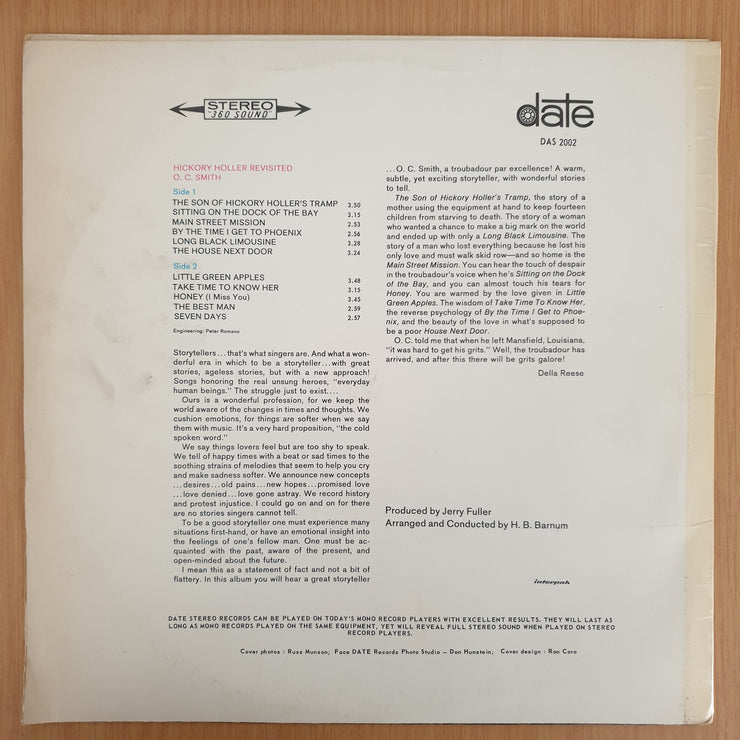 STEREO
"360 SOUND"
date
DAS 2002
HICKORY HOLLER REVISITED
O. C. SMITH
Side 1
THE SON OF HICKORY HOLLER'S TRAMP 3.50
SITTING ON THE DOCK OF THE BAY 3.15
MAIN STREET MISSION 2.53
BY THE TIME I GET TO PHOENIX 2.56
LONG BLACK LIMOUSINE 3.28
THE HOUSE NEXT DOOR 3.24
Side 2
LITTLE GREEN APPLES 3.48
TAKE TIME TO KNOW HER 3.15
HONEY (I Miss You) 3.45
THE BEST MAN 2.59
SEVEN DAYS 2.57
Engineering: Peter Romano
Storytellers...that's what singers are. And what a won-
derful era in which to be a storyteller...with great
stories, ageless stories, but with a new approach!
Songs honoring the real unsung heroes, "everyday
human beings." The struggle just to exist....
Ours is a wonderful profession, for we keep the
world aware of the changes in times and thoughts. We
cushion emotions, for things are softer when we say
them with music. It's a very hard proposition, "the cold
spoken word."
We say things lovers feel but are too shy to speak.
We tell of happy times with a beat or sad times to the
soothing strains of melodies that seem to help you cry
and make sadness softer. We announce new concepts
...desires...old pains...new hopes...promised love
...love denied...love gone astray. We record history
and protest injustice. I could go on and on for there
are no stories singers cannot tell.
To be a good storyteller one must experience many
situations first-hand, or have an emotional insight into
the feelings of one's fellow man. One must be ac-
quainted with the past, aware of the present, and
open-minded about the future.
I mean this as a statement of fact and not a bit of
flattery. In this album you will hear a great storyteller
...O. C. Smith, a troubadour par excellence! A warm,
subtle, yet exciting storyteller, with wonderful stories
to tell.
The Son of Hickory Holler's Tramp, the story of a
mother using the equipment at hand to keep fourteen
children from starving to death. The story of a woman
who wanted a chance to make a big mark on the world
and ended up with only a Long Black Limousine. The
story of a man who lost everything because he lost his
only love and must walk skid row—and so home is the
Main Street Mission. You can hear the touch of despair
in the troubadour's voice when he's Sitting on the Dock
of the Bay, and you can almost touch his tears for
Honey. You are warmed by the love given in Little
Green Apples. The wisdom of Take Time To Know Her,
the reverse psychology of By the Time I Get to Phoe-
nix, and the beauty of the love in what's supposed to
be a poor House Next Door.
O. C. told me that when he left Mansfield, Louisiana,
"it was hard to get his grits." Well, the troubadour has
arrived, and after this there will be grits galore!
Della Reese
Produced by Jerry Fuller
Arranged and Conducted by H. B. Barnum
interpak
DATE STEREO RECORDS CAN BE PLAYED ON TODAY'S MONO RECORD PLAYERS WITH EXCELLENT RESULTS. THEY WILL LAST AS
LONG AS MONO RECORDS PLAYED ON THE SAME EQUIPMENT, YET WILL REVEAL FULL STEREO SOUND WHEN PLAYED ON STEREO
RECORD PLAYERS.
Cover photos : Russ Munson; Face DATE Records Photo Studio – Don Hunstein; Cover design : Ron Coro